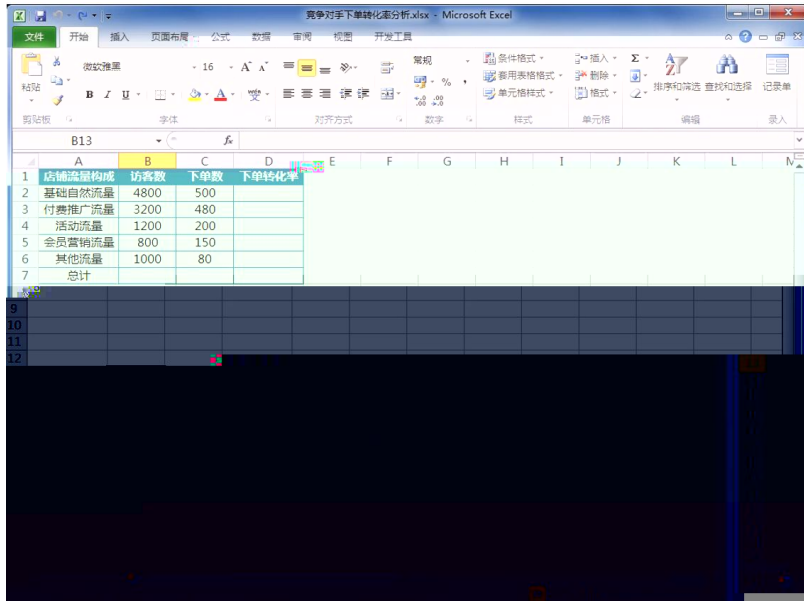 竞争对手下单转化率分析.xlsx - Microsoft Excel
文件 开始 插入 页面布局 公式 数据 审阅 视图 开发工具
粘贴 微软雅黑 16 B I U 常规 % 条件格式 套用表格格式 单元格样式 插入 删除 格式 Σ 排序和筛选 查找和选择 记录单
剪贴板 字体 对齐方式 数字 样式 单元格 编辑 录入
B13 fx
A B C D E F G H I J K L
1 店铺流量构成 访客数 下单数 下单转化率
2 基础自然流量 4800 500
3 付费推广流量 3200 480
4 活动流量 1200 200
5 会员营销流量 800 150
6 其他流量 1000 80
7 总计
9
10
11
12